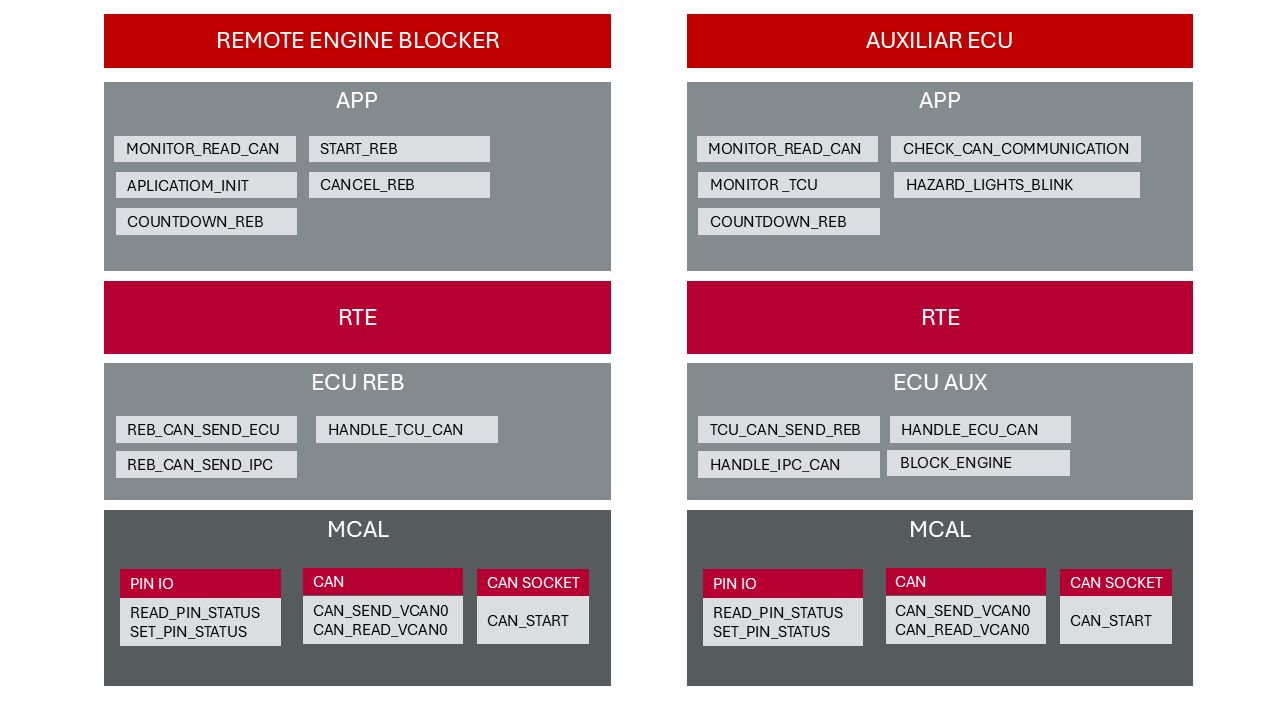 REMOTE ENGINE BLOCKER
APP
MONITOR_READ_CAN
START_REB
APLICATIOM_INIT
CANCEL_REB
COUNTDOWN_REB
RTE
ECU REB
REB_CAN_SEND_ECU
HANDLE_TCU_CAN
REB_CAN_SEND_IPC
MCAL
PIN IO
READ_PIN_STATUS
SET_PIN_STATUS
CAN
CAN_SEND_VCAN0
CAN_READ_VCAN0
CAN SOCKET
CAN_START
AUXILIAR ECU
APP
MONITOR_READ_CAN
CHECK_CAN_COMMUNICATION
MONITOR _TCU
HAZARD_LIGHTS_BLINK
COUNTDOWN_REB
RTE
ECU AUX
TCU_CAN_SEND_REB
HANDLE_ECU_CAN
HANDLE_IPC_CAN
BLOCK_ENGINE
MCAL
PIN IO
READ_PIN_STATUS
SET_PIN_STATUS
CAN
CAN_SEND_VCAN0
CAN_READ_VCAN0
CAN SOCKET
CAN_START